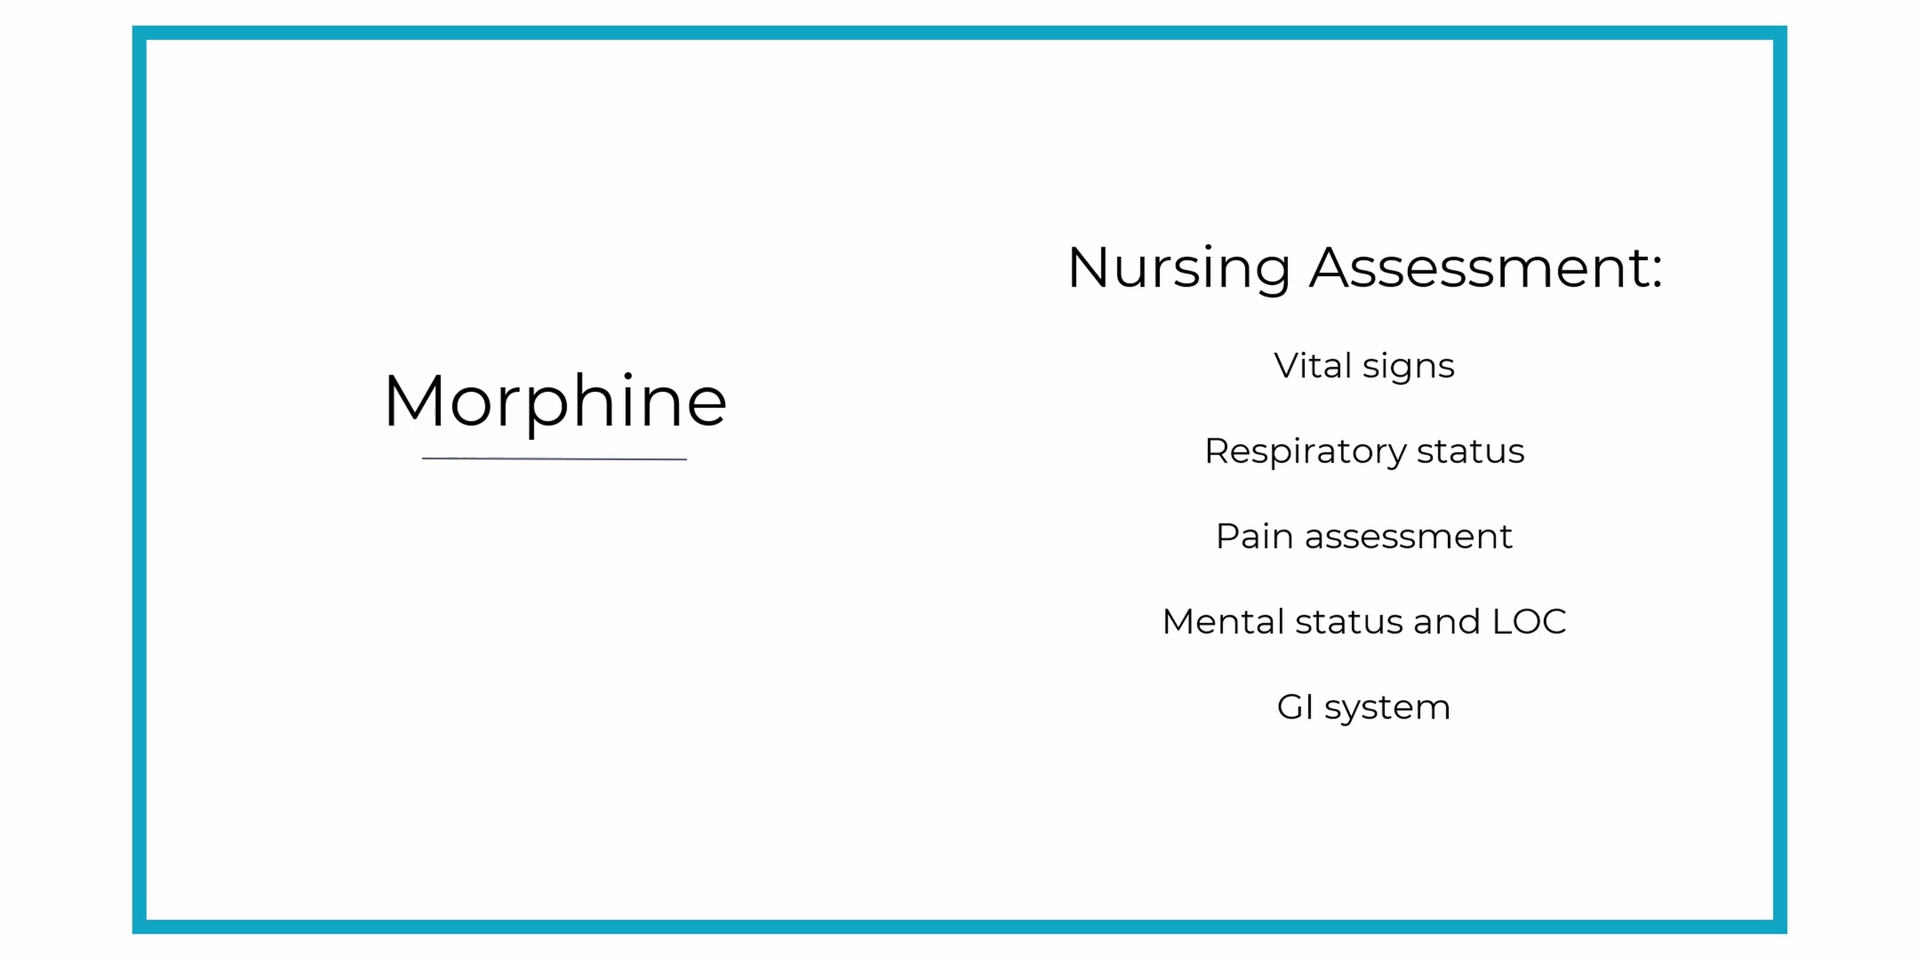 Morphine
Nursing Assessment:
Vital signs
Respiratory status
Pain assessment
Mental status and LOC
GI system